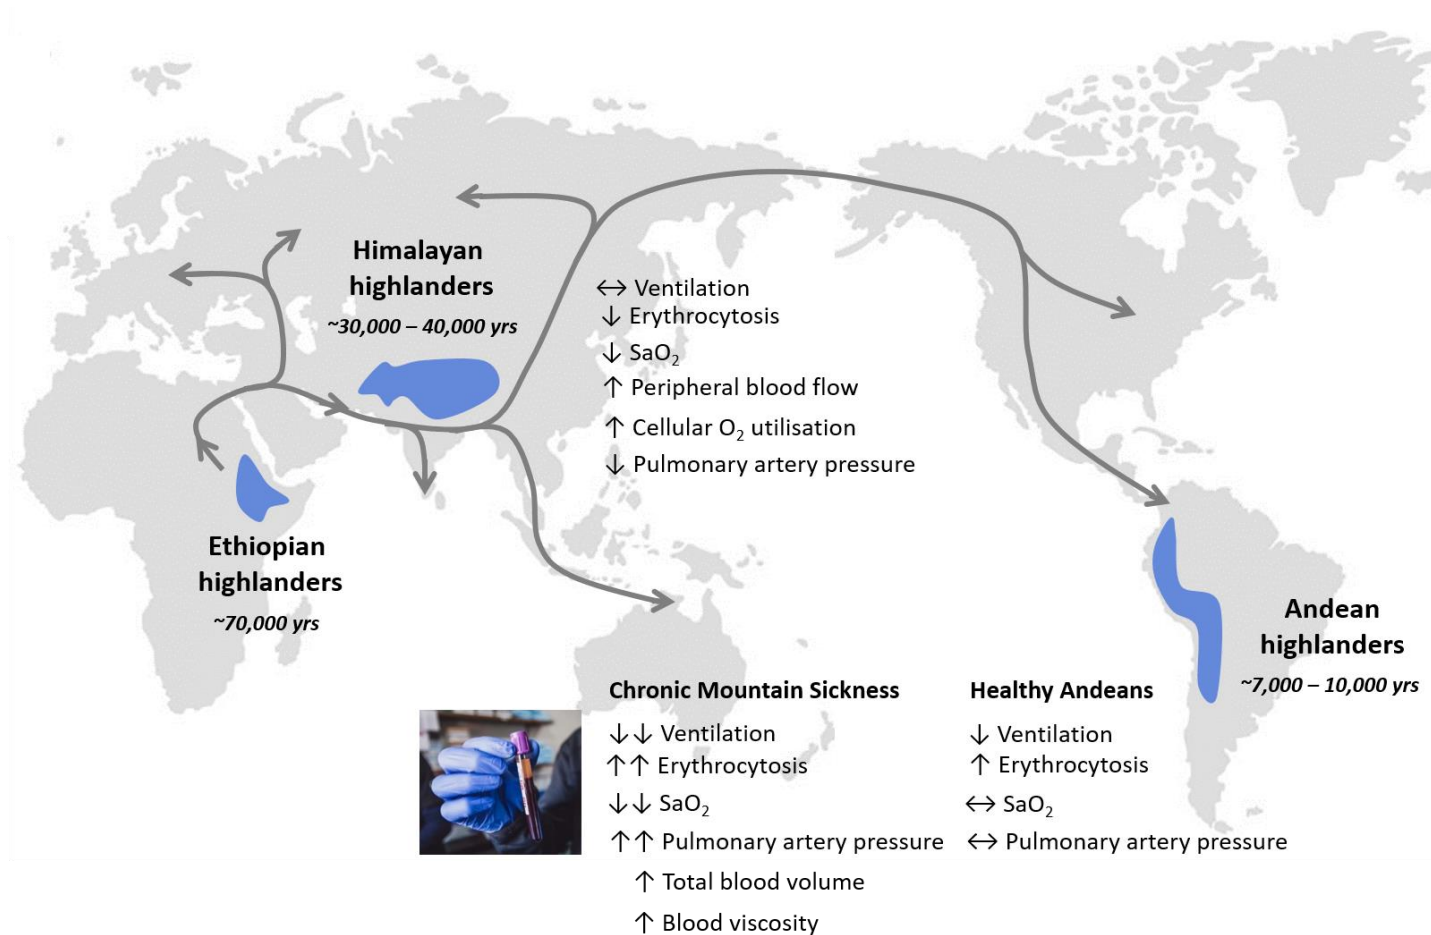 Himalayan
highlanders
~30,000 – 40,000 yrs
↔ Ventilation
↓ Erythrocytosis
↓ SaO₂
↑ Peripheral blood flow
↑ Cellular O₂ utilisation
↓ Pulmonary artery pressure
Ethiopian
highlanders
~70,000 yrs
Andean
highlanders
~7,000 – 10,000 yrs
Chronic Mountain Sickness
↓↓ Ventilation
↑↑ Erythrocytosis
↓↓ SaO₂
↑↑ Pulmonary artery pressure
↑ Total blood volume
↑ Blood viscosity
Healthy Andeans
↓ Ventilation
↑ Erythrocytosis
↔ SaO₂
↔ Pulmonary artery pressure